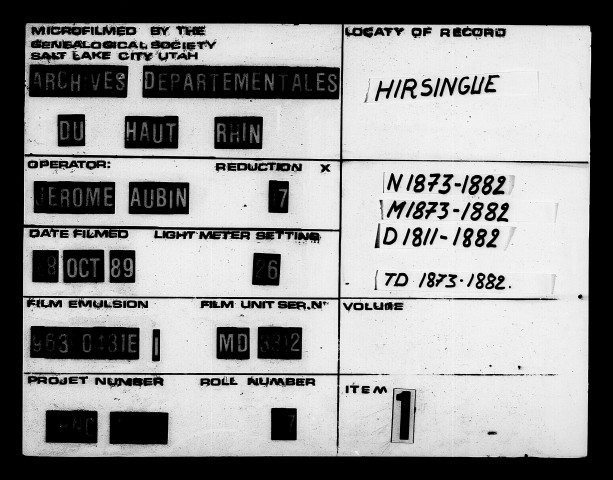 MICROFILMED BY THE
GENEALOGICAL SOCIETY
SALT LAKE CITY UTAH
ARCHIVES DEPARTEMENTALES
DU HAUT RHIN
OPERATOR: REDUCTION X
JEROME AUBIN 17
DATE FILMED LIGHT METER SETTING
OCT 89 26
FILM EMULSION FILM UNIT SER.N°
MD
PROJET NUMBER ROLL NUMBER
LOCATY OF RECORD
HIRSINGUE
N 1873-1882
M 1873-1882
D 1811-1882
TD 1873-1882.
VOLUME
ITEM 1